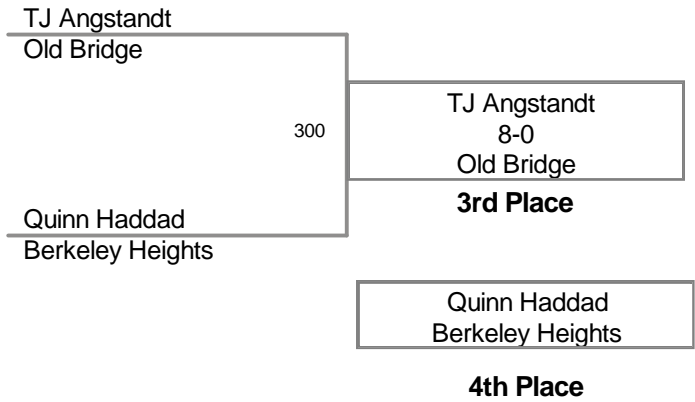 TJ Angstandt
Old Bridge
300
TJ Angstandt
8-0
Old Bridge
3rd Place
Quinn Haddad
Berkeley Heights
Quinn Haddad
Berkeley Heights
4th Place